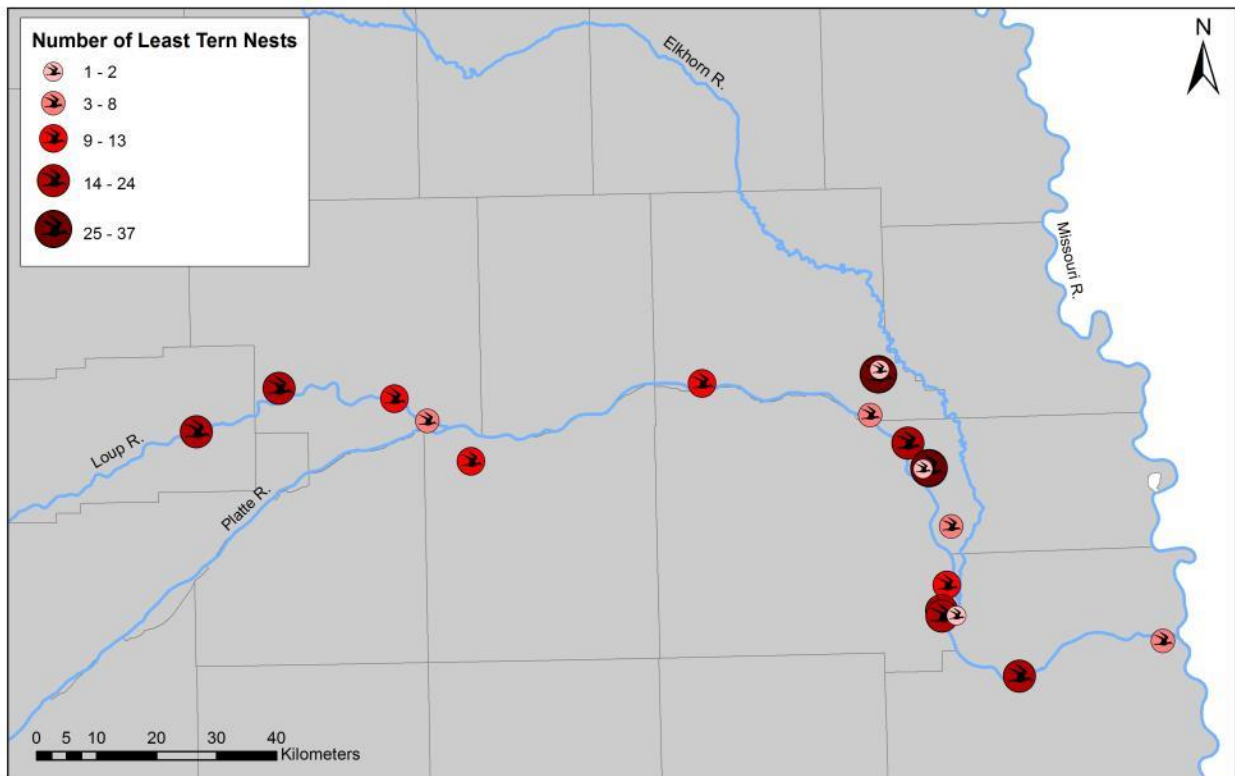 Number of Least Tern Nests
1 - 2
3 - 8
9 - 13
14 - 24
25 - 37
N
Elkhorn R.
Missouri R.
Loup R.
Platte R.
0 5 10 20 30 40
Kilometers